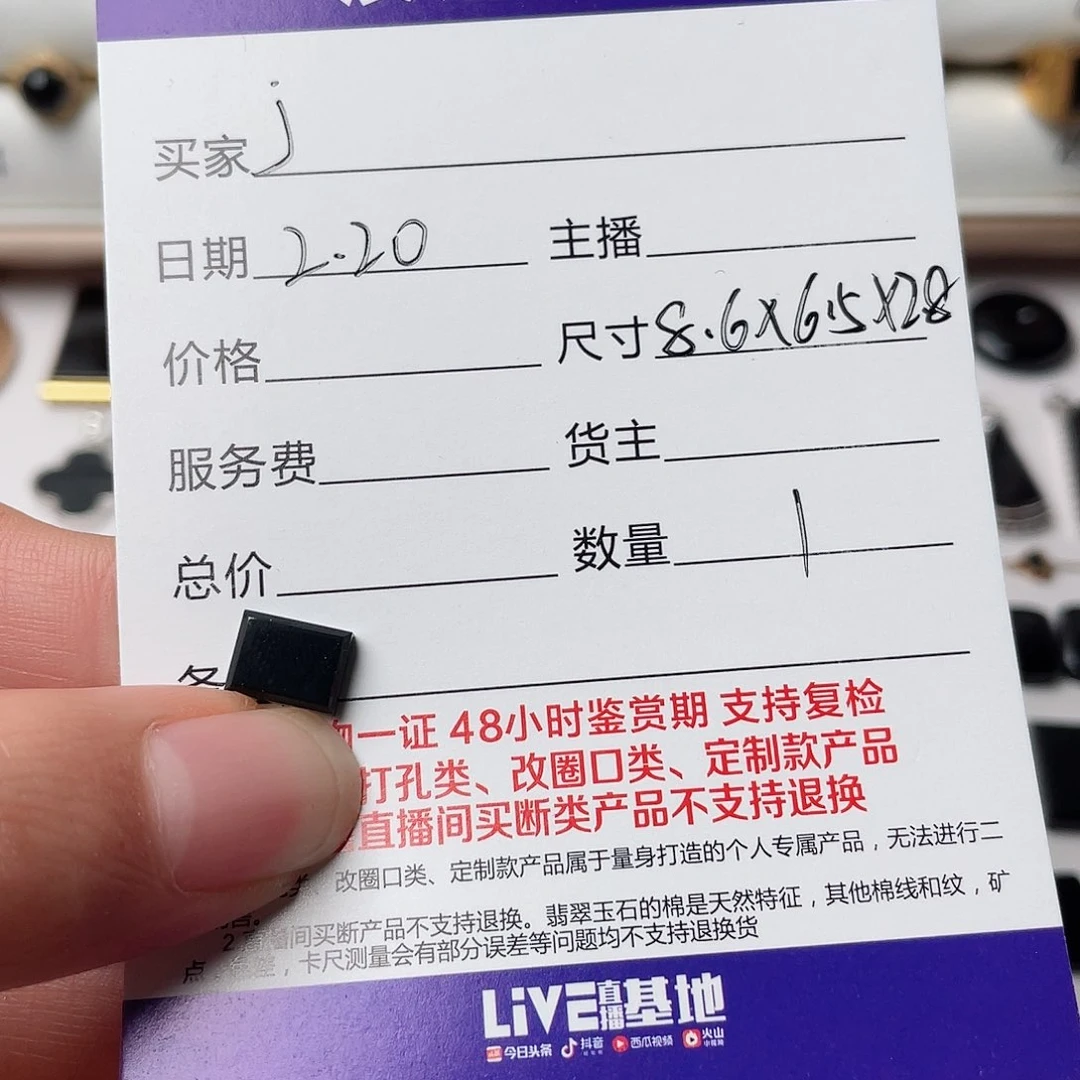 买家 j
日期 2.20 主播
价格 尺寸 8.6X6.5X28
服务费 货主
总价 数量 1
一证 48小时鉴赏期 支持复检
打孔类、改圈口类、定制款产品
直播间买断类产品不支持退换
改圈口类、定制款产品属于量身打造的个人专属产品，无法进行二
间买断产品不支持退换。翡翠玉石的棉是天然特征，其他棉线和纹，矿
点 ，卡尺测量会有部分误差等问题均不支持退换货
LiVE直播基地
今日头条 抖音 西瓜视频 火山